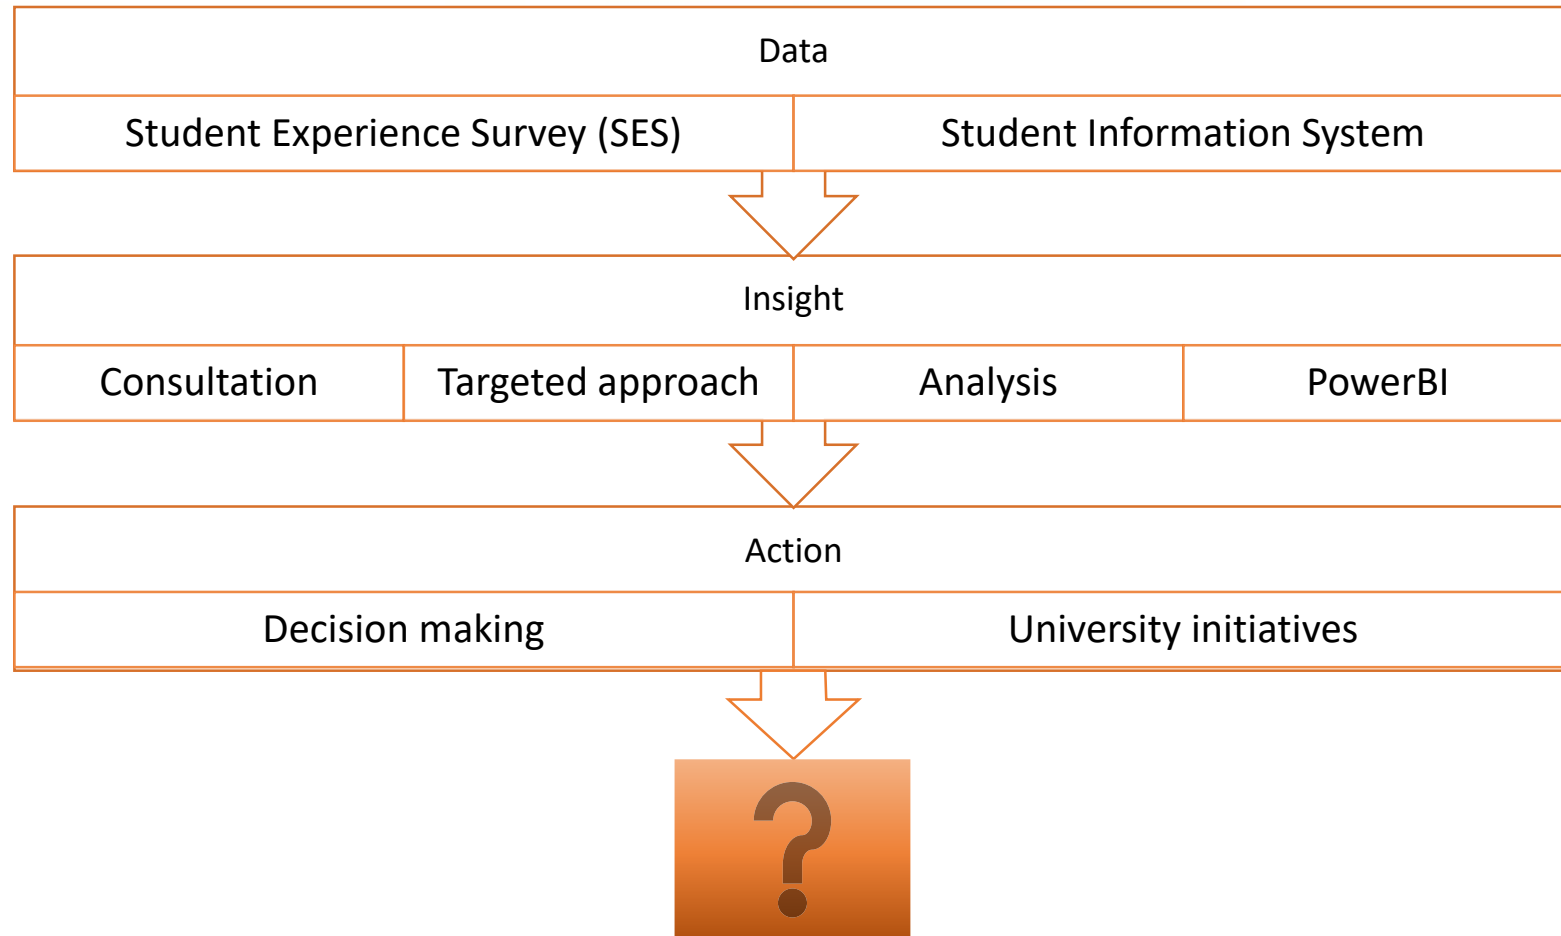 Data
Student Experience Survey (SES)
Student Information System
Insight
Consultation
Targeted approach
Analysis
PowerBI
Action
Decision making
University initiatives
?